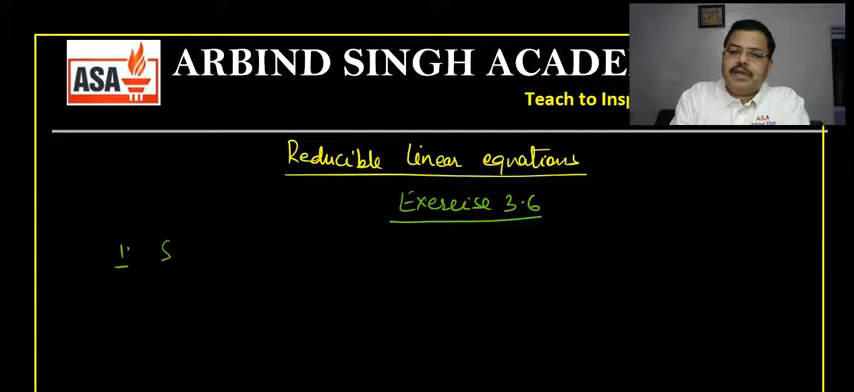 ASA
ARBIND SINGH ACADE
Teach to Insp
A.S.A
Reducible linear equations
Exercise 3.6
1. S